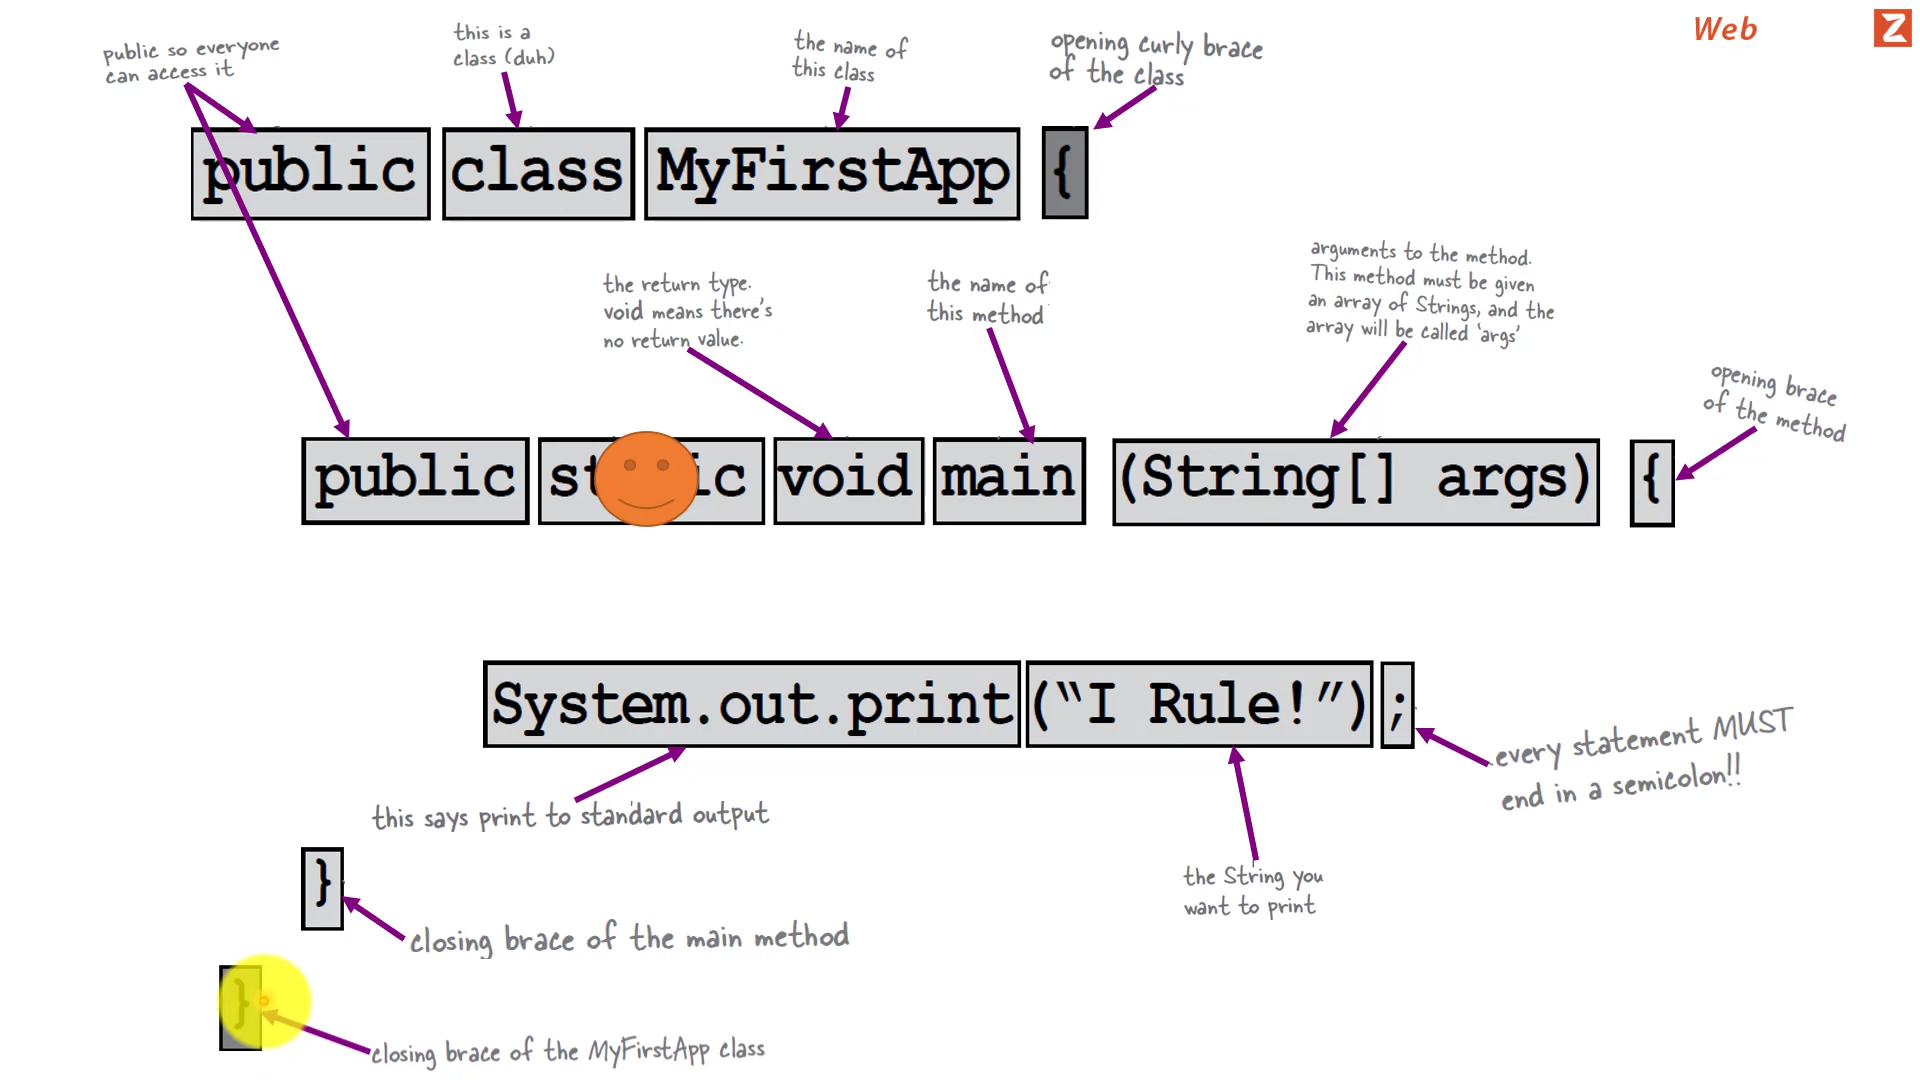 Web Z
public so everyone
can access it
this is a
class (duh)
the name of
this class
opening curly brace
of the class
public class MyFirstApp {
the return type.
void means there's
no return value.
the name of
this method
arguments to the method.
This method must be given
an array of Strings, and the
array will be called 'args'
opening brace
of the method
public st ic void main (String[] args) {
System.out.print(“I Rule!”);
every statement MUST
end in a semicolon!!
this says print to standard output
the String you
want to print
}
closing brace of the main method
}
closing brace of the MyFirstApp class